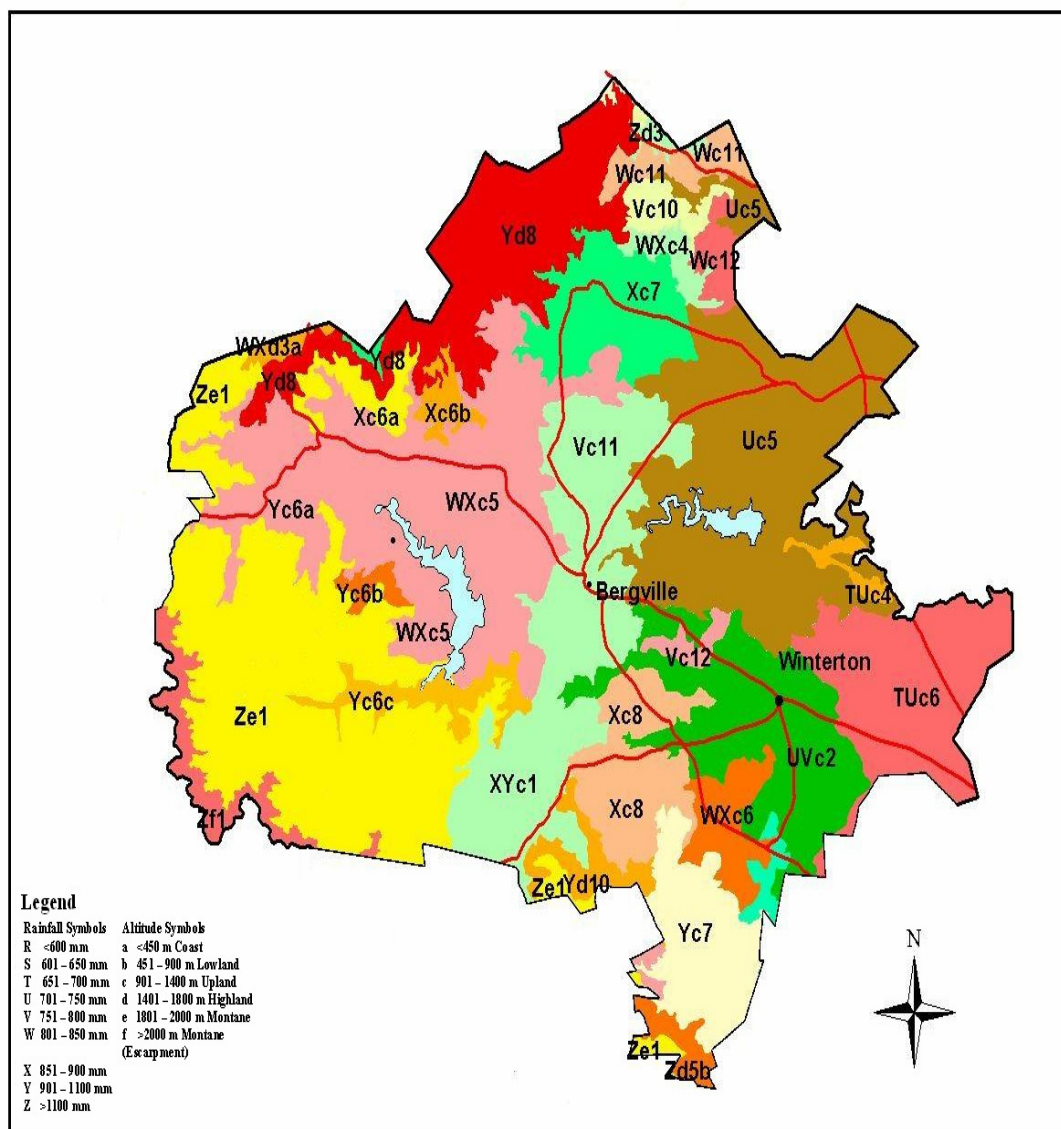 Zd3
Wc11
Wc11
Vc10
Uc5
Yd8
WXc4
Wc12
Xc7
WXd3a
Yd8
Yd8
Ze1
Xc6a
Xc6b
Vc11
Uc5
WXc5
Yc6a
Yc6b
Bergville
TUc4
WXc5
Vc12
Winterton
Ze1
Yc6c
TUc6
Xc8
UVc2
XYc1
Xc8
WXc6
Zf1
Ze1
Yd10
Yc7
Ze1
Zd5b
N
Legend
Rainfall Symbols Altitude Symbols
R <600 mm a <450 m Coast
S 601 – 650 mm b 451 – 900 m Lowland
T 651 – 700 mm c 901 – 1400 m Upland
U 701 – 750 mm d 1401 – 1800 m Highland
V 751 – 800 mm e 1801 – 2000 m Montane
W 801 – 850 mm f >2000 m Montane
(Escarpment)
X 851 – 900 mm
Y 901 – 1100 mm
Z >1100 mm